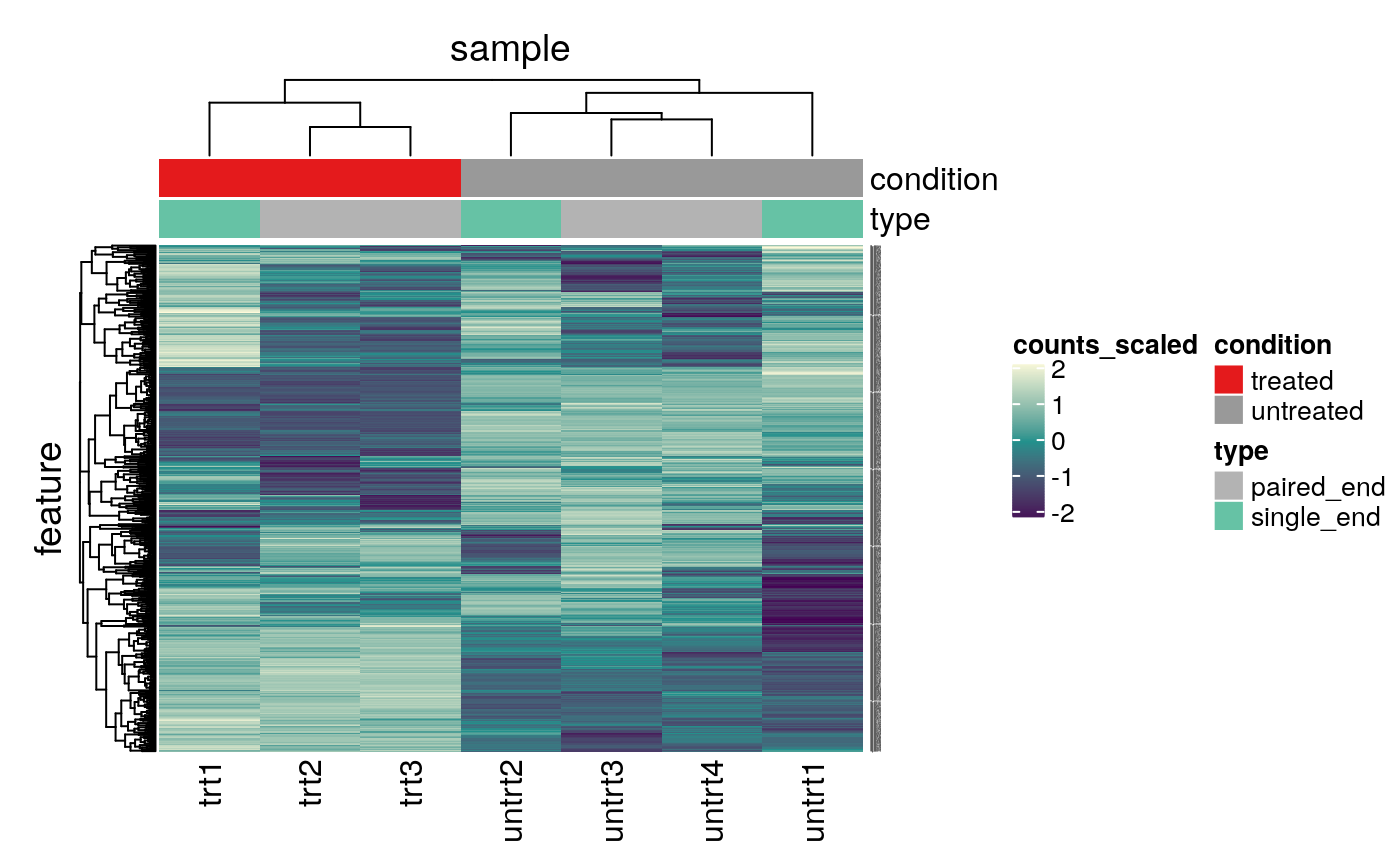 sample
condition
type
feature
trt1
trt2
trt3
untrt2
untrt3
untrt4
untrt1
counts_scaled
2
1
0
-1
-2
condition
treated
untreated
type
paired_end
single_end